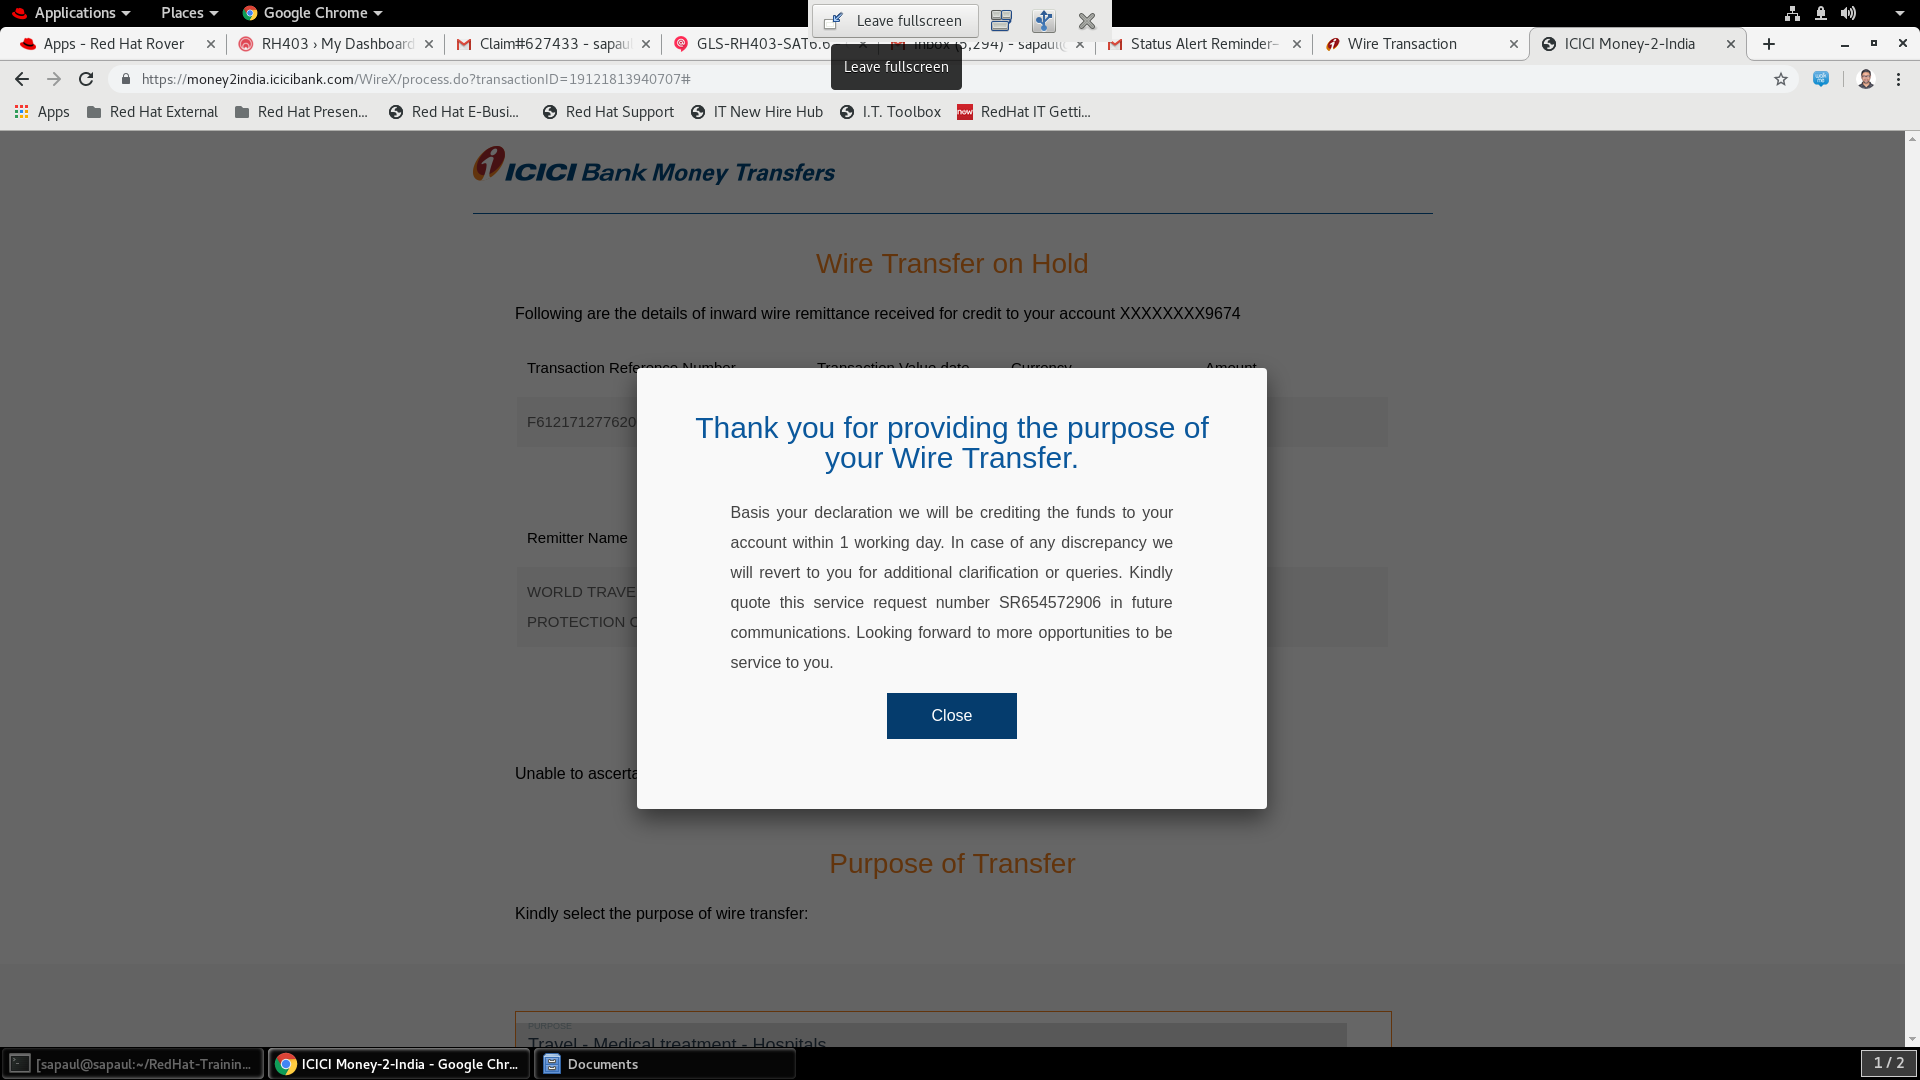 Applications
Places
Google Chrome
Leave fullscreen
Apps - Red Hat Rover
RH403 › My Dashboard
Claim#627433 - sapaul
GLS-RH403-SAT6.6
Inbox (5,294) - sapaul@
Status Alert Reminder-
Wire Transaction
ICICI Money-2-India
Leave fullscreen
https://money2india.icicibank.com/WireX/process.do?transactionID=19121813940707#
Apps
Red Hat External
Red Hat Presen...
Red Hat E-Busi...
Red Hat Support
IT New Hire Hub
I.T. Toolbox
now
RedHat IT Getti...
ICICI Bank Money Transfers
Wire Transfer on Hold
Following are the details of inward wire remittance received for credit to your account XXXXXXXX9674
Transaction Reference Number
Transaction Value date
Currency
Amount
F612171277620
Thank you for providing the purpose of
your Wire Transfer.
Basis your declaration we will be crediting the funds to your
account within 1 working day. In case of any discrepancy we
will revert to you for additional clarification or queries. Kindly
quote this service request number SR654572906 in future
communications. Looking forward to more opportunities to be
service to you.
Close
Remitter Name
WORLD TRAVE
PROTECTION
Unable to ascerta
Purpose of Transfer
Kindly select the purpose of wire transfer:
PURPOSE
Travel - Medical treatment - Hospitals
[sapaul@sapaul:~/RedHat-Trainin...
ICICI Money-2-India - Google Chr...
Documents
1 / 2